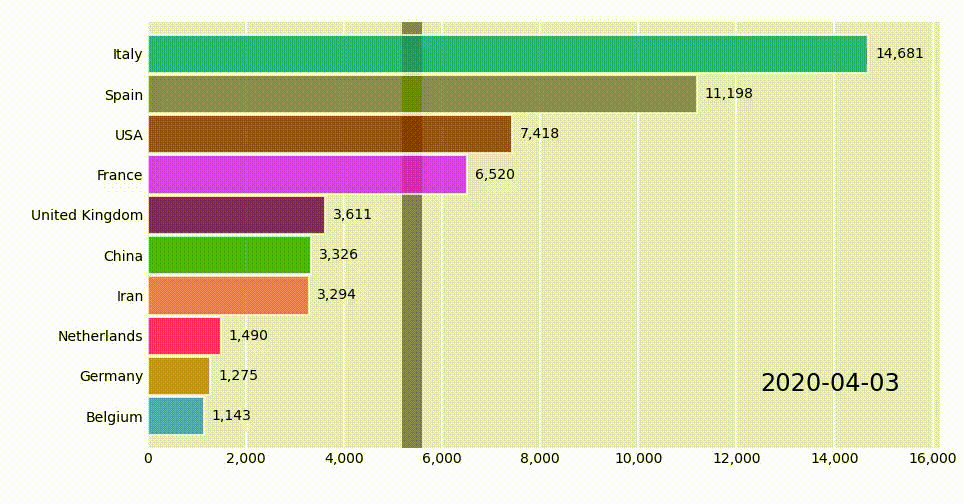 Italy 14,681
Spain 11,198
USA 7,418
France 6,520
United Kingdom 3,611
China 3,326
Iran 3,294
Netherlands 1,490
Germany 1,275
2020-04-03
Belgium 1,143
0 2,000 4,000 6,000 8,000 10,000 12,000 14,000 16,000